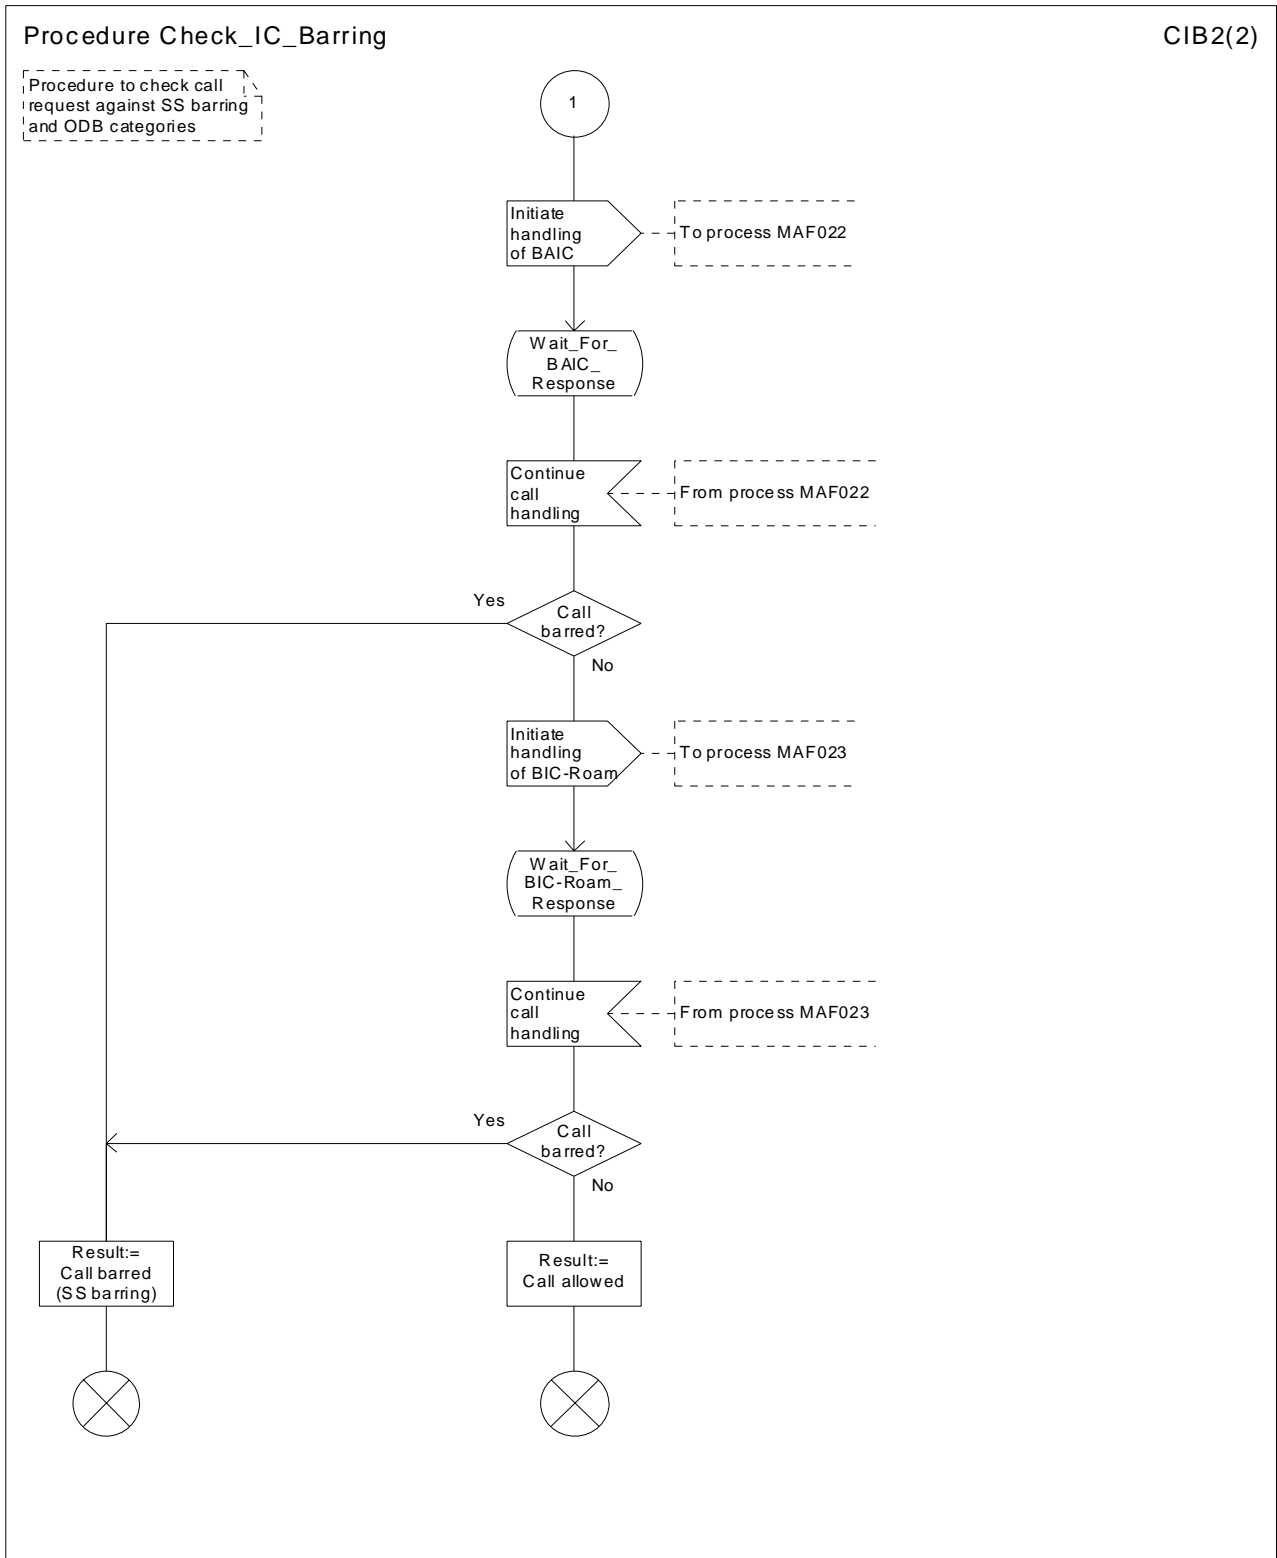 Procedure Check_IC_Barring
CIB2(2)
Procedure to check call
request against SS barring
and ODB categories
1
Initiate
handling
of BAIC
To process MAF022
Wait_For_
BAIC_
Response
Continue
call
handling
From process MAF022
Yes
Call
barred?
No
Initiate
handling
of BIC-Roam
To process MAF023
Wait_For_
BIC-Roam_
Response
Continue
call
handling
From process MAF023
Yes
Call
barred?
No
Result:=
Call barred
(SS barring)
Result:=
Call allowed